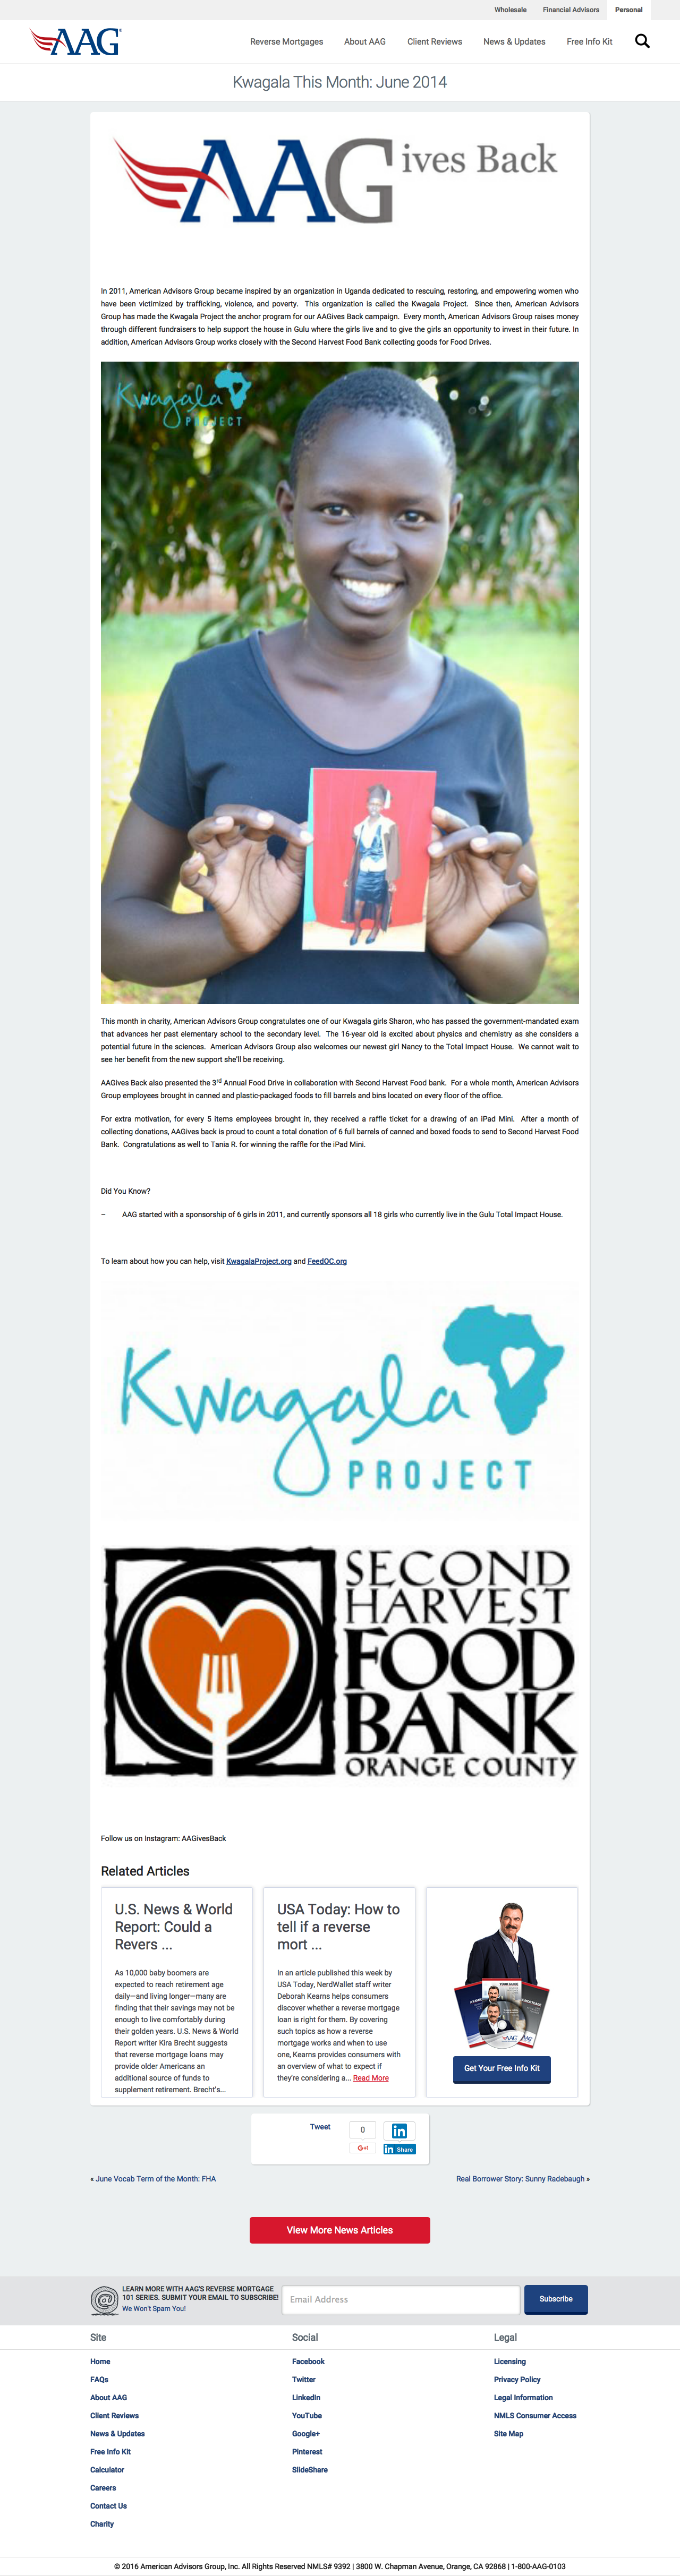 Wholesale
Financial Advisors
Personal
AAG®
Reverse Mortgages
About AAG
Client Reviews
News & Updates
Free Info Kit
Kwagala This Month: June 2014
AAGives Back
In 2011, American Advisors Group became inspired by an organization in Uganda dedicated to rescuing, restoring, and empowering women who
have been victimized by trafficking, violence, and poverty. This organization is called the Kwagala Project. Since then, American Advisors
Group has made the Kwagala Project the anchor program for our AAGives Back campaign. Every month, American Advisors Group raises money
through different fundraisers to help support the house in Gulu where the girls live and to give the girls an opportunity to invest in their future. In
addition, American Advisors Group works closely with the Second Harvest Food Bank collecting goods for Food Drives.
Kwagala
PROJECT
This month in charity, American Advisors Group congratulates one of our Kwagala girls Sharon, who has passed the government-mandated exam
that advances her past elementary school to the secondary level. The 16-year old is excited about physics and chemistry as she considers a
potential future in the sciences. American Advisors Group also welcomes our newest girl Nancy to the Total Impact House. We cannot wait to
see her benefit from the new support she'll be receiving.
AAGives Back also presented the 3rd Annual Food Drive in collaboration with Second Harvest Food bank. For a whole month, American Advisors
Group employees brought in canned and plastic-packaged foods to fill barrels and bins located on every floor of the office.
For extra motivation, for every 5 items employees brought in, they received a raffle ticket for a drawing of an iPad Mini. After a month of
collecting donations, AAGives back is proud to count a total donation of 6 full barrels of canned and boxed foods to send to Second Harvest Food
Bank. Congratulations as well to Tania R. for winning the raffle for the iPad Mini.
Did You Know?
– AAG started with a sponsorship of 6 girls in 2011, and currently sponsors all 18 girls who currently live in the Gulu Total Impact House.
To learn about how you can help, visit KwagalaProject.org and FeedOC.org
Kwagala
PROJECT
SECOND
HARVEST
FOOD
BANK
ORANGE COUNTY
Follow us on Instagram: AAGivesBack
Related Articles
U.S. News & World
Report: Could a
Revers ...
As 10,000 baby boomers are
expected to reach retirement age
daily—and living longer—many are
finding that their savings may not be
enough to live comfortably during
their golden years. U.S. News & World
Report writer Kira Brecht suggests
that reverse mortgage loans may
provide older Americans an
additional source of funds to
supplement retirement. Brecht's...
USA Today: How to
tell if a reverse
mort ...
In an article published this week by
USA Today, NerdWallet staff writer
Deborah Kearns helps consumers
discover whether a reverse mortgage
loan is right for them. By covering
such topics as how a reverse
mortgage works and when to use
one, Kearns provides consumers with
an overview of what to expect if
they're considering a... Read More
Get Your Free Info Kit
Tweet
0
G+1
in
in Share
« June Vocab Term of the Month: FHA
Real Borrower Story: Sunny Radebaugh »
View More News Articles
LEARN MORE WITH AAG'S REVERSE MORTGAGE
101 SERIES. SUBMIT YOUR EMAIL TO SUBSCRIBE!
We Won't Spam You!
Email Address
Subscribe
Site
Home
FAQs
About AAG
Client Reviews
News & Updates
Free Info Kit
Calculator
Careers
Contact Us
Charity
Social
Facebook
Twitter
LinkedIn
YouTube
Google+
Pinterest
SlideShare
Legal
Licensing
Privacy Policy
Legal Information
NMLS Consumer Access
Site Map
© 2016 American Advisors Group, Inc. All Rights Reserved NMLS# 9392 | 3800 W. Chapman Avenue, Orange, CA 92868 | 1-800-AAG-0103